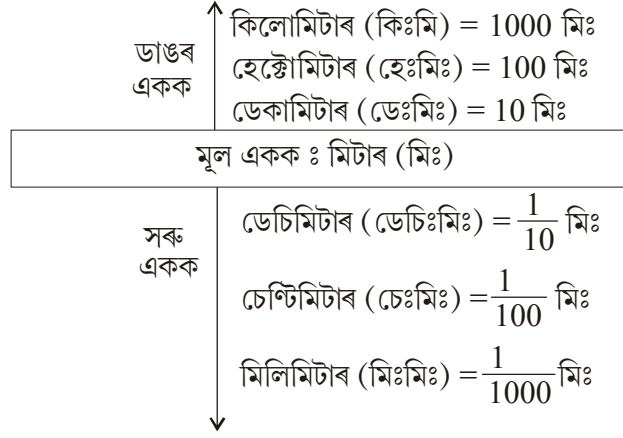 কিলোমিটাৰ (কিঃমি) = 1000 মিঃ
ডাঙৰ একক
হেক্টোমিটাৰ (হেঃমিঃ) = 100 মিঃ
ডেকামিটাৰ (ডেঃমিঃ) = 10 মিঃ
মূল একক ঃ মিটাৰ (মিঃ)
সৰু একক
ডেচিমিটাৰ (ডেচিঃমিঃ) = 1/10 মিঃ
চেণ্টিমিটাৰ (চেঃমিঃ) = 1/100 মিঃ
মিলিমিটাৰ (মিঃমিঃ) = 1/1000 মিঃ